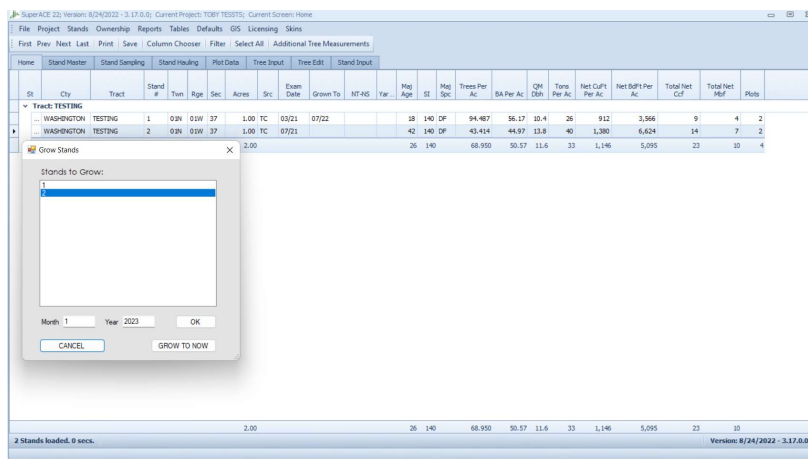 SuperACE 22; Version: 8/24/2022 - 3.17.0.0; Current Project: TOBY TESSTS; Current Screen: Home
File Project Stands Ownership Reports Tables Defaults GIS Licensing Skins
First Prev Next Last Print Save Column Chooser Filter Select All Additional Tree Measurements
Home Stand Master Stand Sampling Stand Hauling Plot Data Tree Input Tree Edit Stand Input
St Cty Tract Stand # Twn Rge Sec Acres Src Exam Date Grown To NT-NS Yar... Maj Age SI Maj Spc Trees Per Ac BA Per Ac QM Dbh Tons Per Ac Net CuFt Per Ac Net BdFt Per Ac Total Net Ccf Total Net Mbf Plots
Tract: TESTING
... WASHINGTON TESTING 1 01N 01W 37 1.00 TC 03/21 07/22 18 140 DF 94.487 56.17 10.4 26 912 3,566 9 4 2
... WASHINGTON TESTING 2 01N 01W 37 1.00 TC 07/21 42 140 DF 43.414 44.97 13.8 40 1,380 6,624 14 7 2
2.00 26 140 68.950 50.57 11.6 33 1,146 5,095 23 10 4
Grow Stands
Stands to Grow:
1
2
Month 1 Year 2023 OK
CANCEL GROW TO NOW
2.00 26 140 68.950 50.57 11.6 33 1,146 5,095 23 10
2 Stands loaded. 0 secs. Version: 8/24/2022 - 3.17.0.0